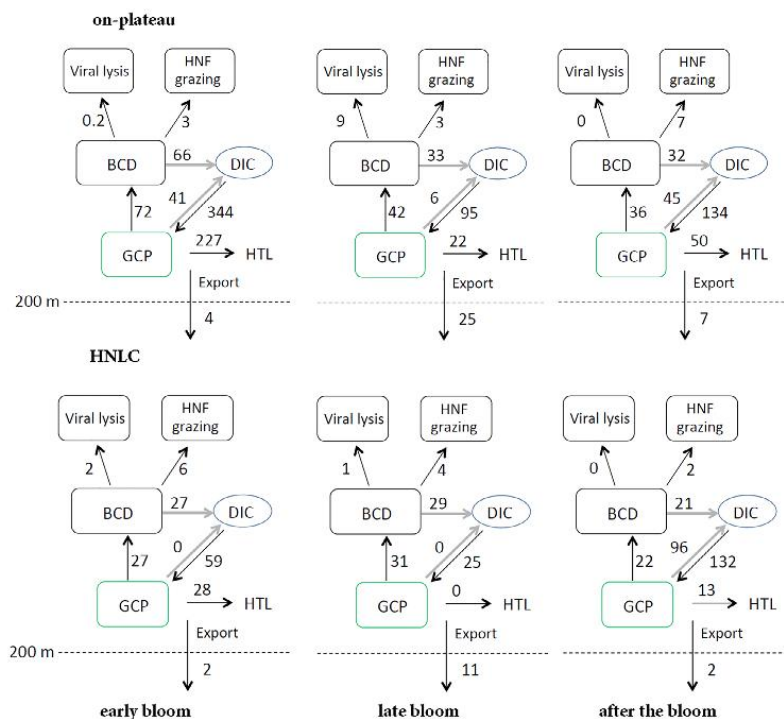 on-plateau
Viral lysis
HNF
grazing
Viral lysis
HNF
grazing
Viral lysis
HNF
grazing
0.2
3
9
3
0
7
BCD
66
DIC
BCD
33
DIC
BCD
32
DIC
72
41
344
42
6
95
36
45
134
GCP
227
HTL
GCP
22
HTL
GCP
50
HTL
Export
Export
Export
200 m
4
25
7
HNLC
Viral lysis
HNF
grazing
Viral lysis
HNF
grazing
Viral lysis
HNF
grazing
2
6
1
4
0
2
BCD
27
DIC
BCD
29
DIC
BCD
21
DIC
27
0
59
31
0
25
22
96
132
GCP
28
HTL
GCP
0
HTL
GCP
13
HTL
Export
Export
Export
200 m
2
11
2
early bloom
late bloom
after the bloom